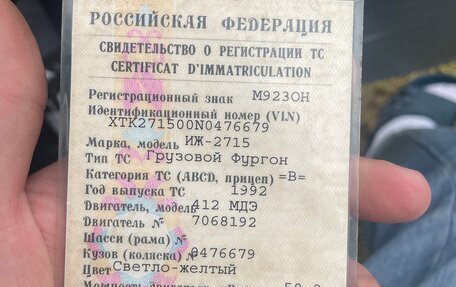 РОССИЙСКАЯ ФЕДЕРАЦИЯ
СВИДЕТЕЛЬСТВО О РЕГИСТРАЦИИ ТС
CERTIFICAT D'IMMATRICULATION
Регистрационный знак М923ОН
Идентификационный номер (VIN)
XTK271500N0476679
Марка, модель ИЖ-2715
Тип ТС Грузовой Фургон
Категория ТС (ABCD, прицеп) =B=
Год выпуска ТС 1992
Двигатель, модель 412 МДЭ
Двигатель № 7068192
Шасси (рама) №
Кузов (коляска) № 0476679
Цвет Светло-желтый